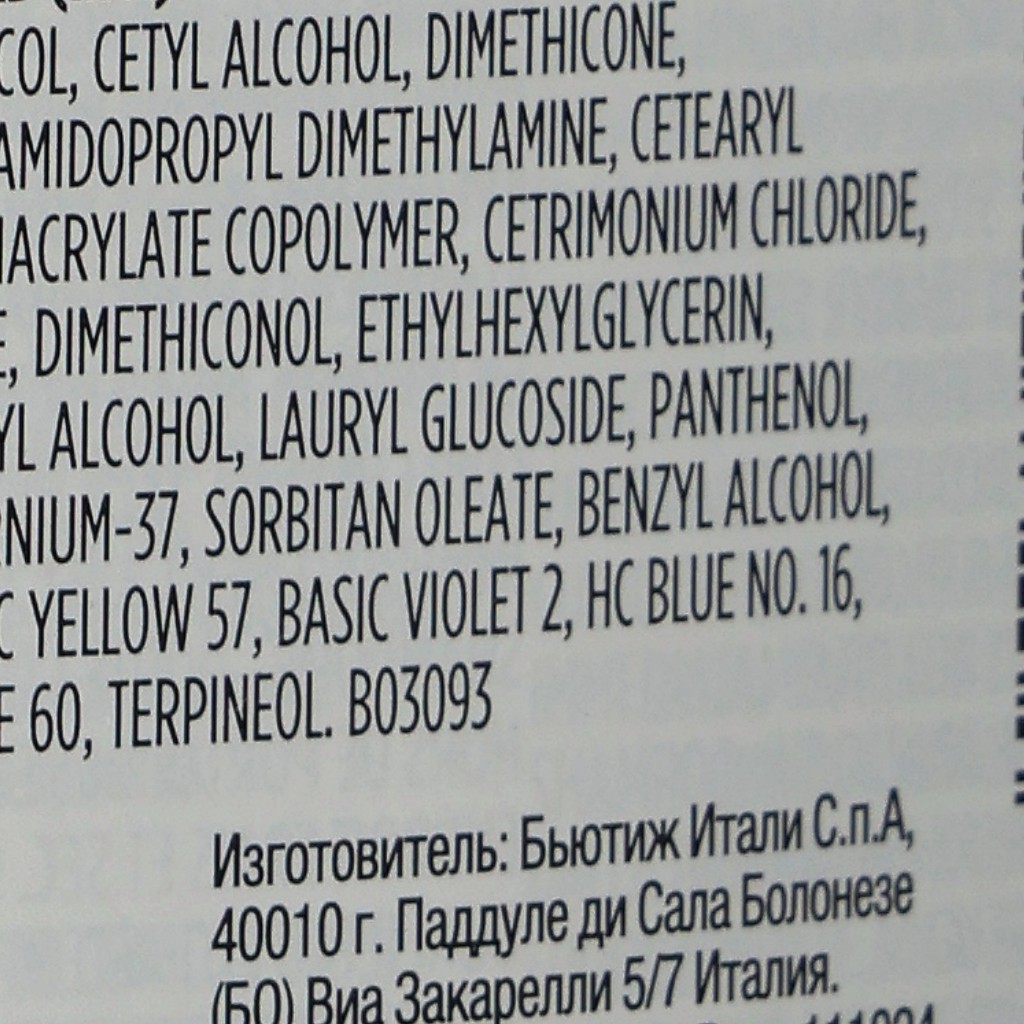 COL, CETYL ALCOHOL, DIMETHICONE,
AMIDOPROPYL DIMETHYLAMINE, CETEARYL
ACRYLATE COPOLYMER, CETRIMONIUM CHLORIDE,
E, DIMETHICONOL, ETHYLHEXYLGLYCERIN,
YL ALCOHOL, LAURYL GLUCOSIDE, PANTHENOL,
NIUM-37, SORBITAN OLEATE, BENZYL ALCOHOL,
C YELLOW 57, BASIC VIOLET 2, HC BLUE NO. 16,
E 60, TERPINEOL. B03093
Изготовитель: Бьютиж Итали С.п.А,
40010 г. Паддуле ди Сала Болонезе
(БО) Виа Закарелли 5/7 Италия.